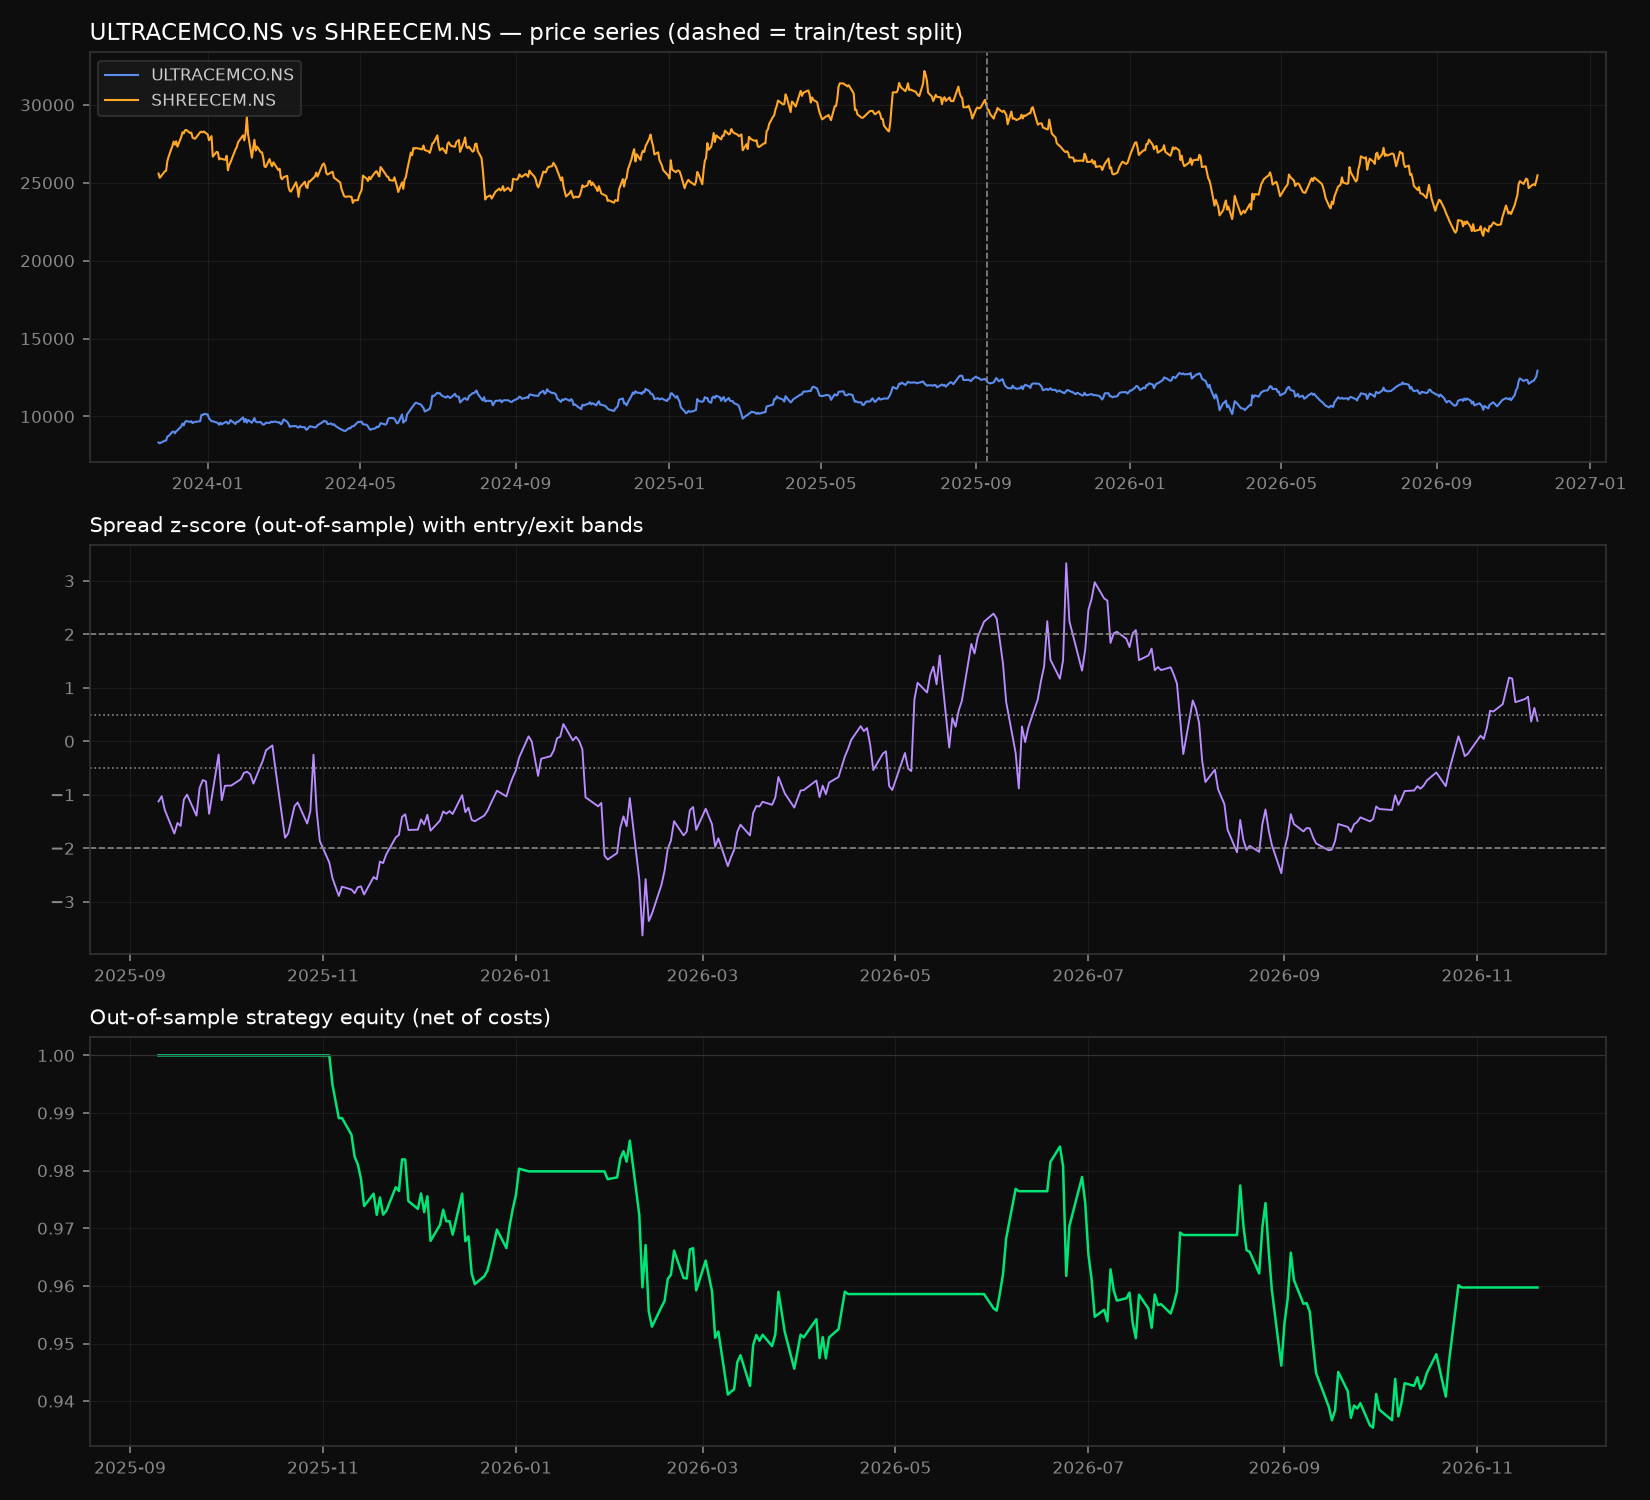 ULTRACEMCO.NS vs SHREECEM.NS — price series (dashed = train/test split)
ULTRACEMCO.NS
SHREECEM.NS
30000
25000
20000
15000
10000
2024-01 2024-05 2024-09 2025-01 2025-05 2025-09 2026-01 2026-05 2026-09 2027-01
Spread z-score (out-of-sample) with entry/exit bands
3
2
1
0
−1
−2
−3
2025-09 2025-11 2026-01 2026-03 2026-05 2026-07 2026-09 2026-11
Out-of-sample strategy equity (net of costs)
1.00
0.99
0.98
0.97
0.96
0.95
0.94
2025-09 2025-11 2026-01 2026-03 2026-05 2026-07 2026-09 2026-11